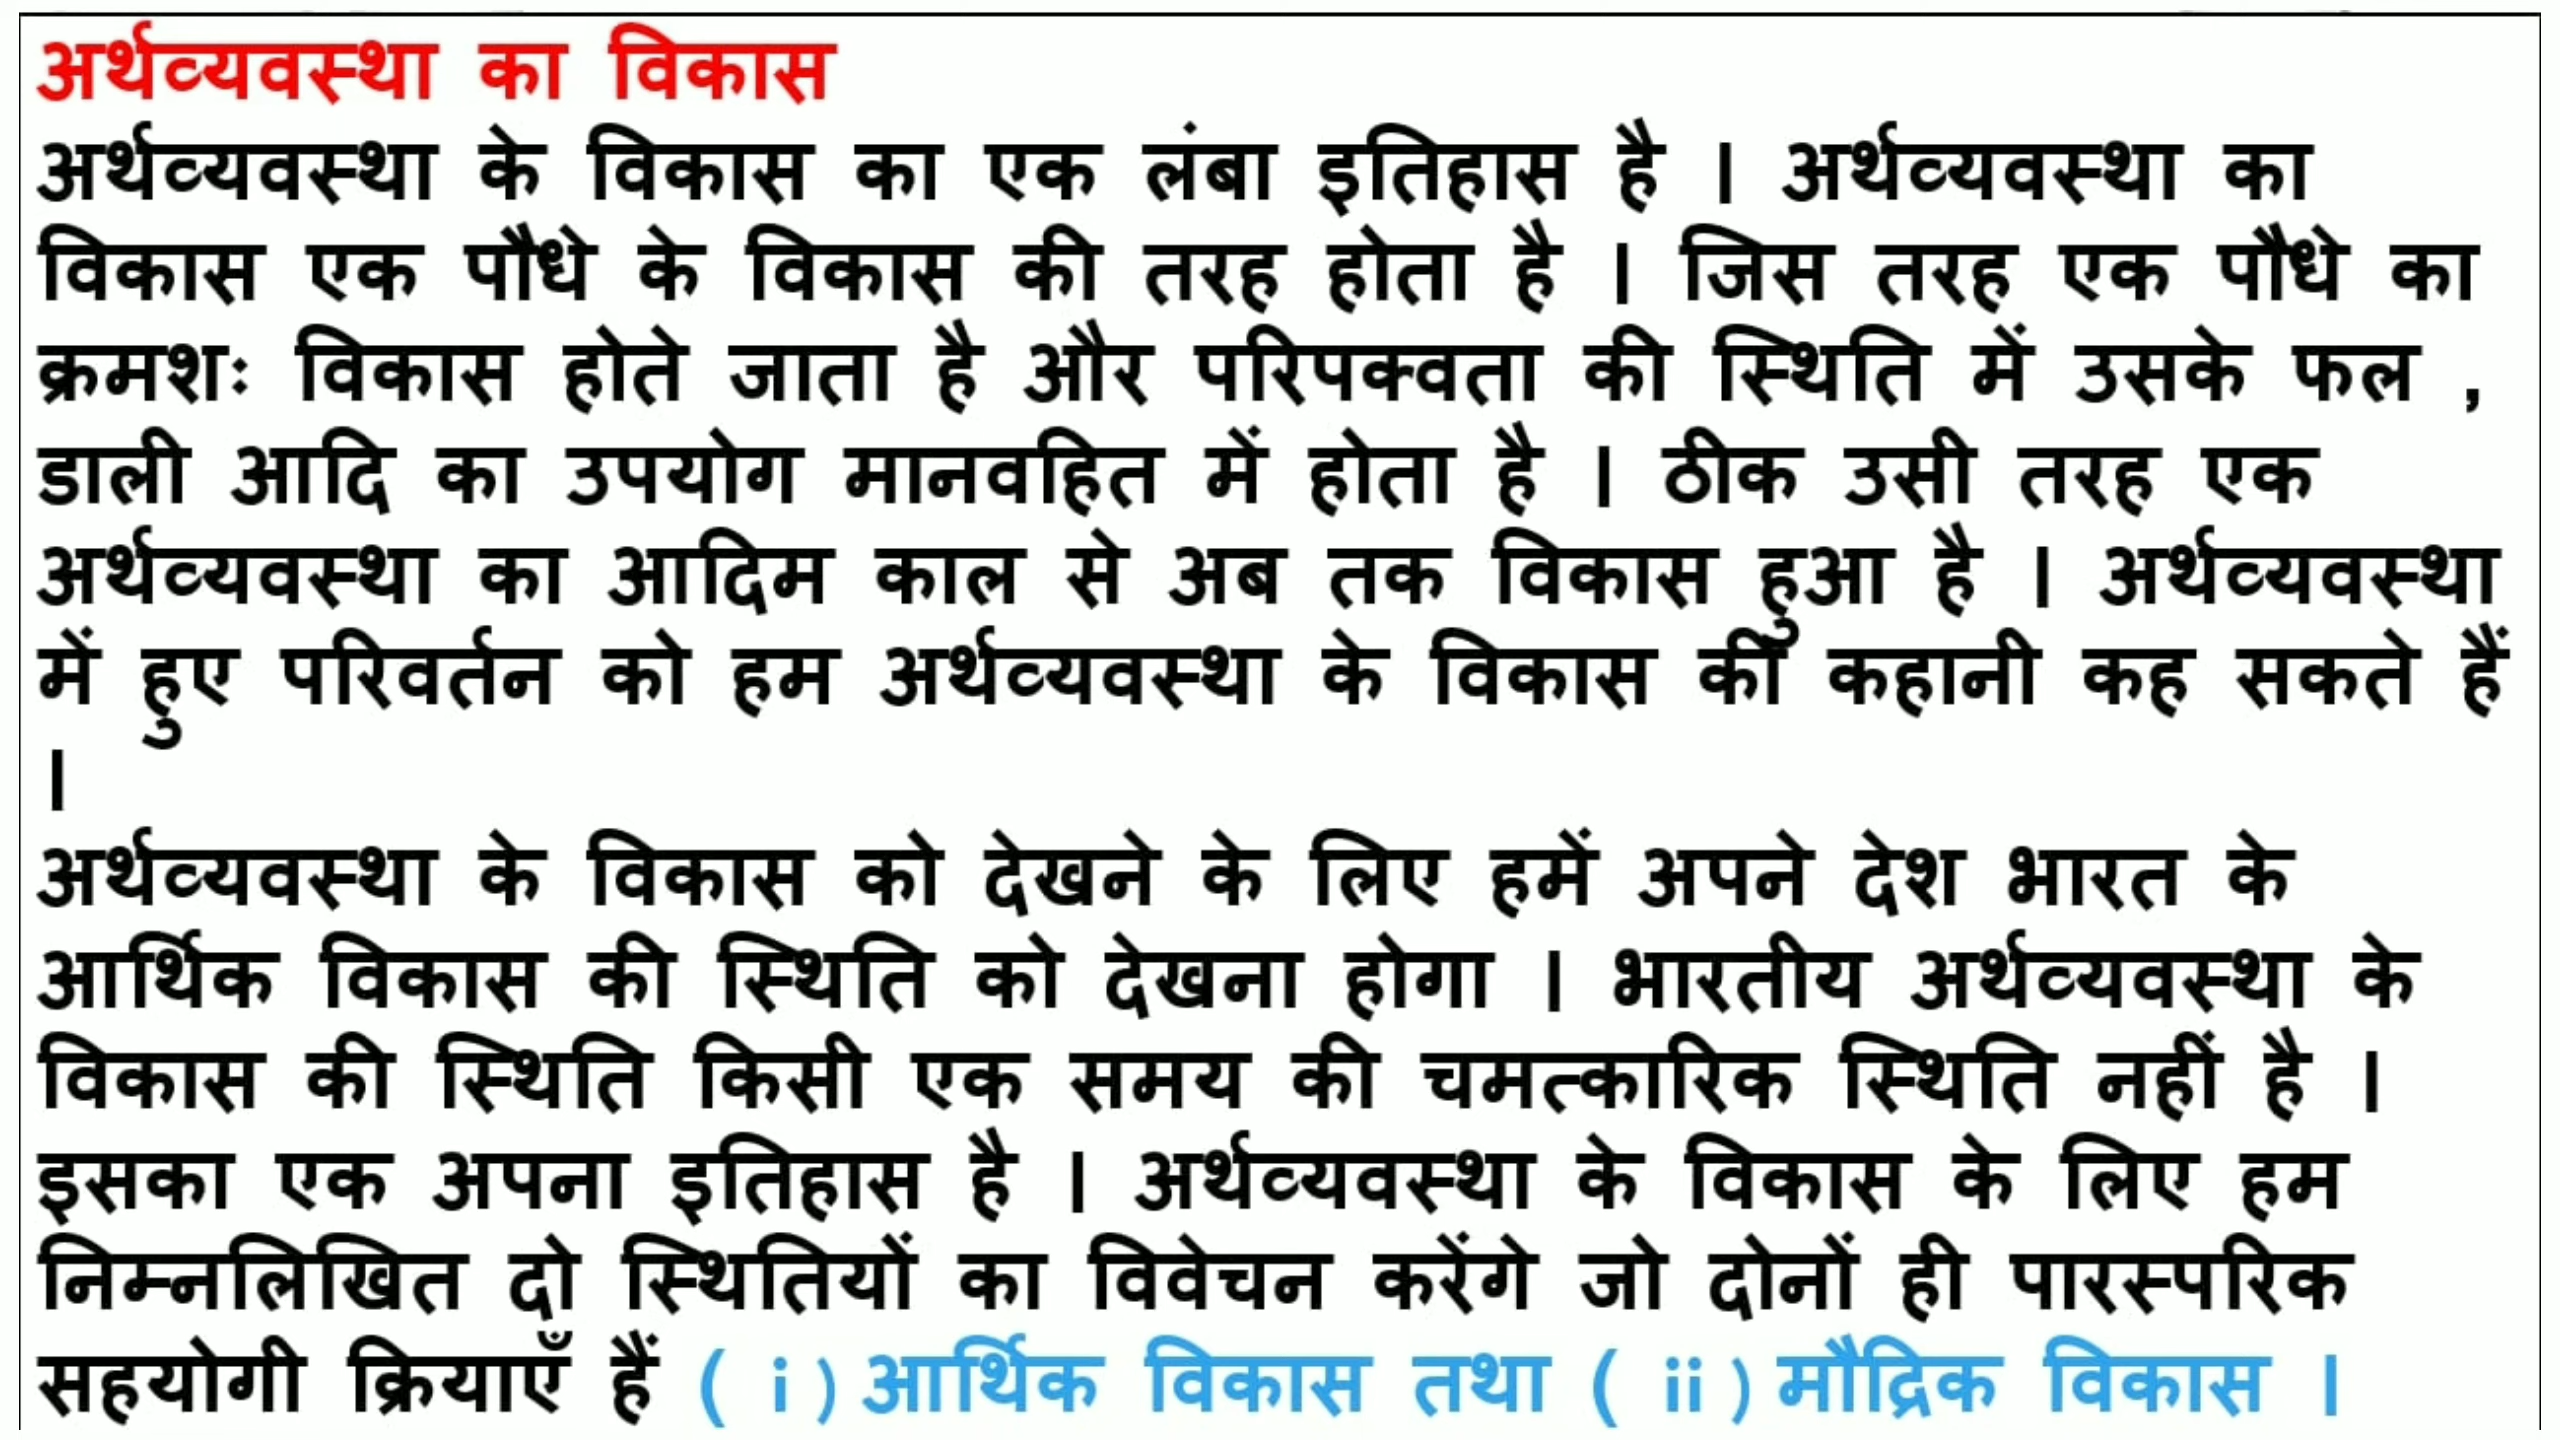 अर्थव्यवस्था का विकास
अर्थव्यवस्था के विकास का एक लंबा इतिहास है । अर्थव्यवस्था का
विकास एक पौधे के विकास की तरह होता है । जिस तरह एक पौधे का
क्रमशः विकास होते जाता है और परिपक्वता की स्थिति में उसके फल ,
डाली आदि का उपयोग मानवहित में होता है । ठीक उसी तरह एक
अर्थव्यवस्था का आदिम काल से अब तक विकास हुआ है । अर्थव्यवस्था
में हुए परिवर्तन को हम अर्थव्यवस्था के विकास की कहानी कह सकते हैं
।
अर्थव्यवस्था के विकास को देखने के लिए हमें अपने देश भारत के
आर्थिक विकास की स्थिति को देखना होगा । भारतीय अर्थव्यवस्था के
विकास की स्थिति किसी एक समय की चमत्कारिक स्थिति नहीं है ।
इसका एक अपना इतिहास है । अर्थव्यवस्था के विकास के लिए हम
निम्नलिखित दो स्थितियों का विवेचन करेंगे जो दोनों ही पारस्परिक
सहयोगी क्रियाएँ हैं ( i ) आर्थिक विकास तथा ( ii ) मौद्रिक विकास ।